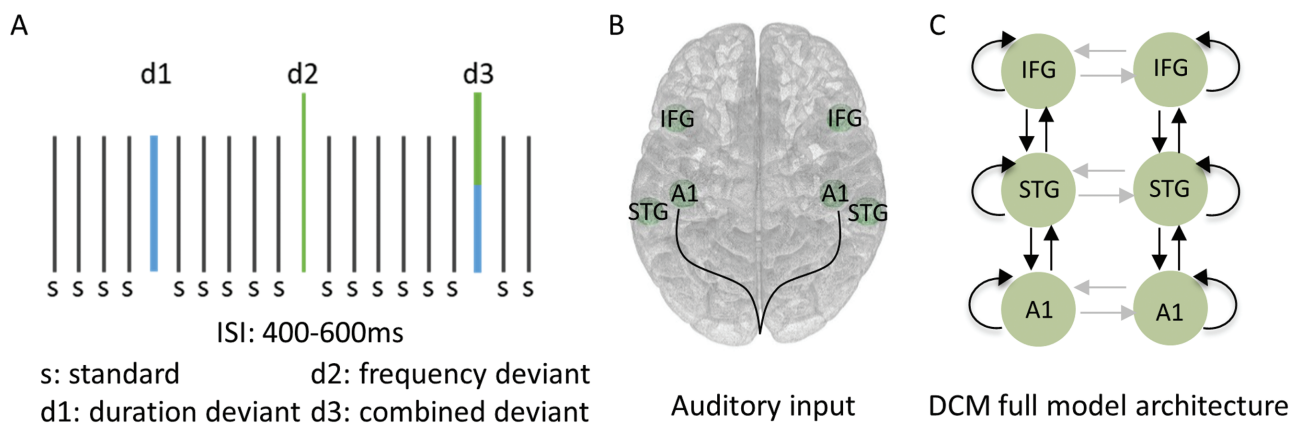 A
d1
d2
d3
s s s s s s s s s s s s s s s s s
ISI: 400-600ms
s: standard
d2: frequency deviant
d1: duration deviant
d3: combined deviant
B
IFG
IFG
A1
A1
STG
STG
Auditory input
C
IFG
IFG
STG
STG
A1
A1
DCM full model architecture